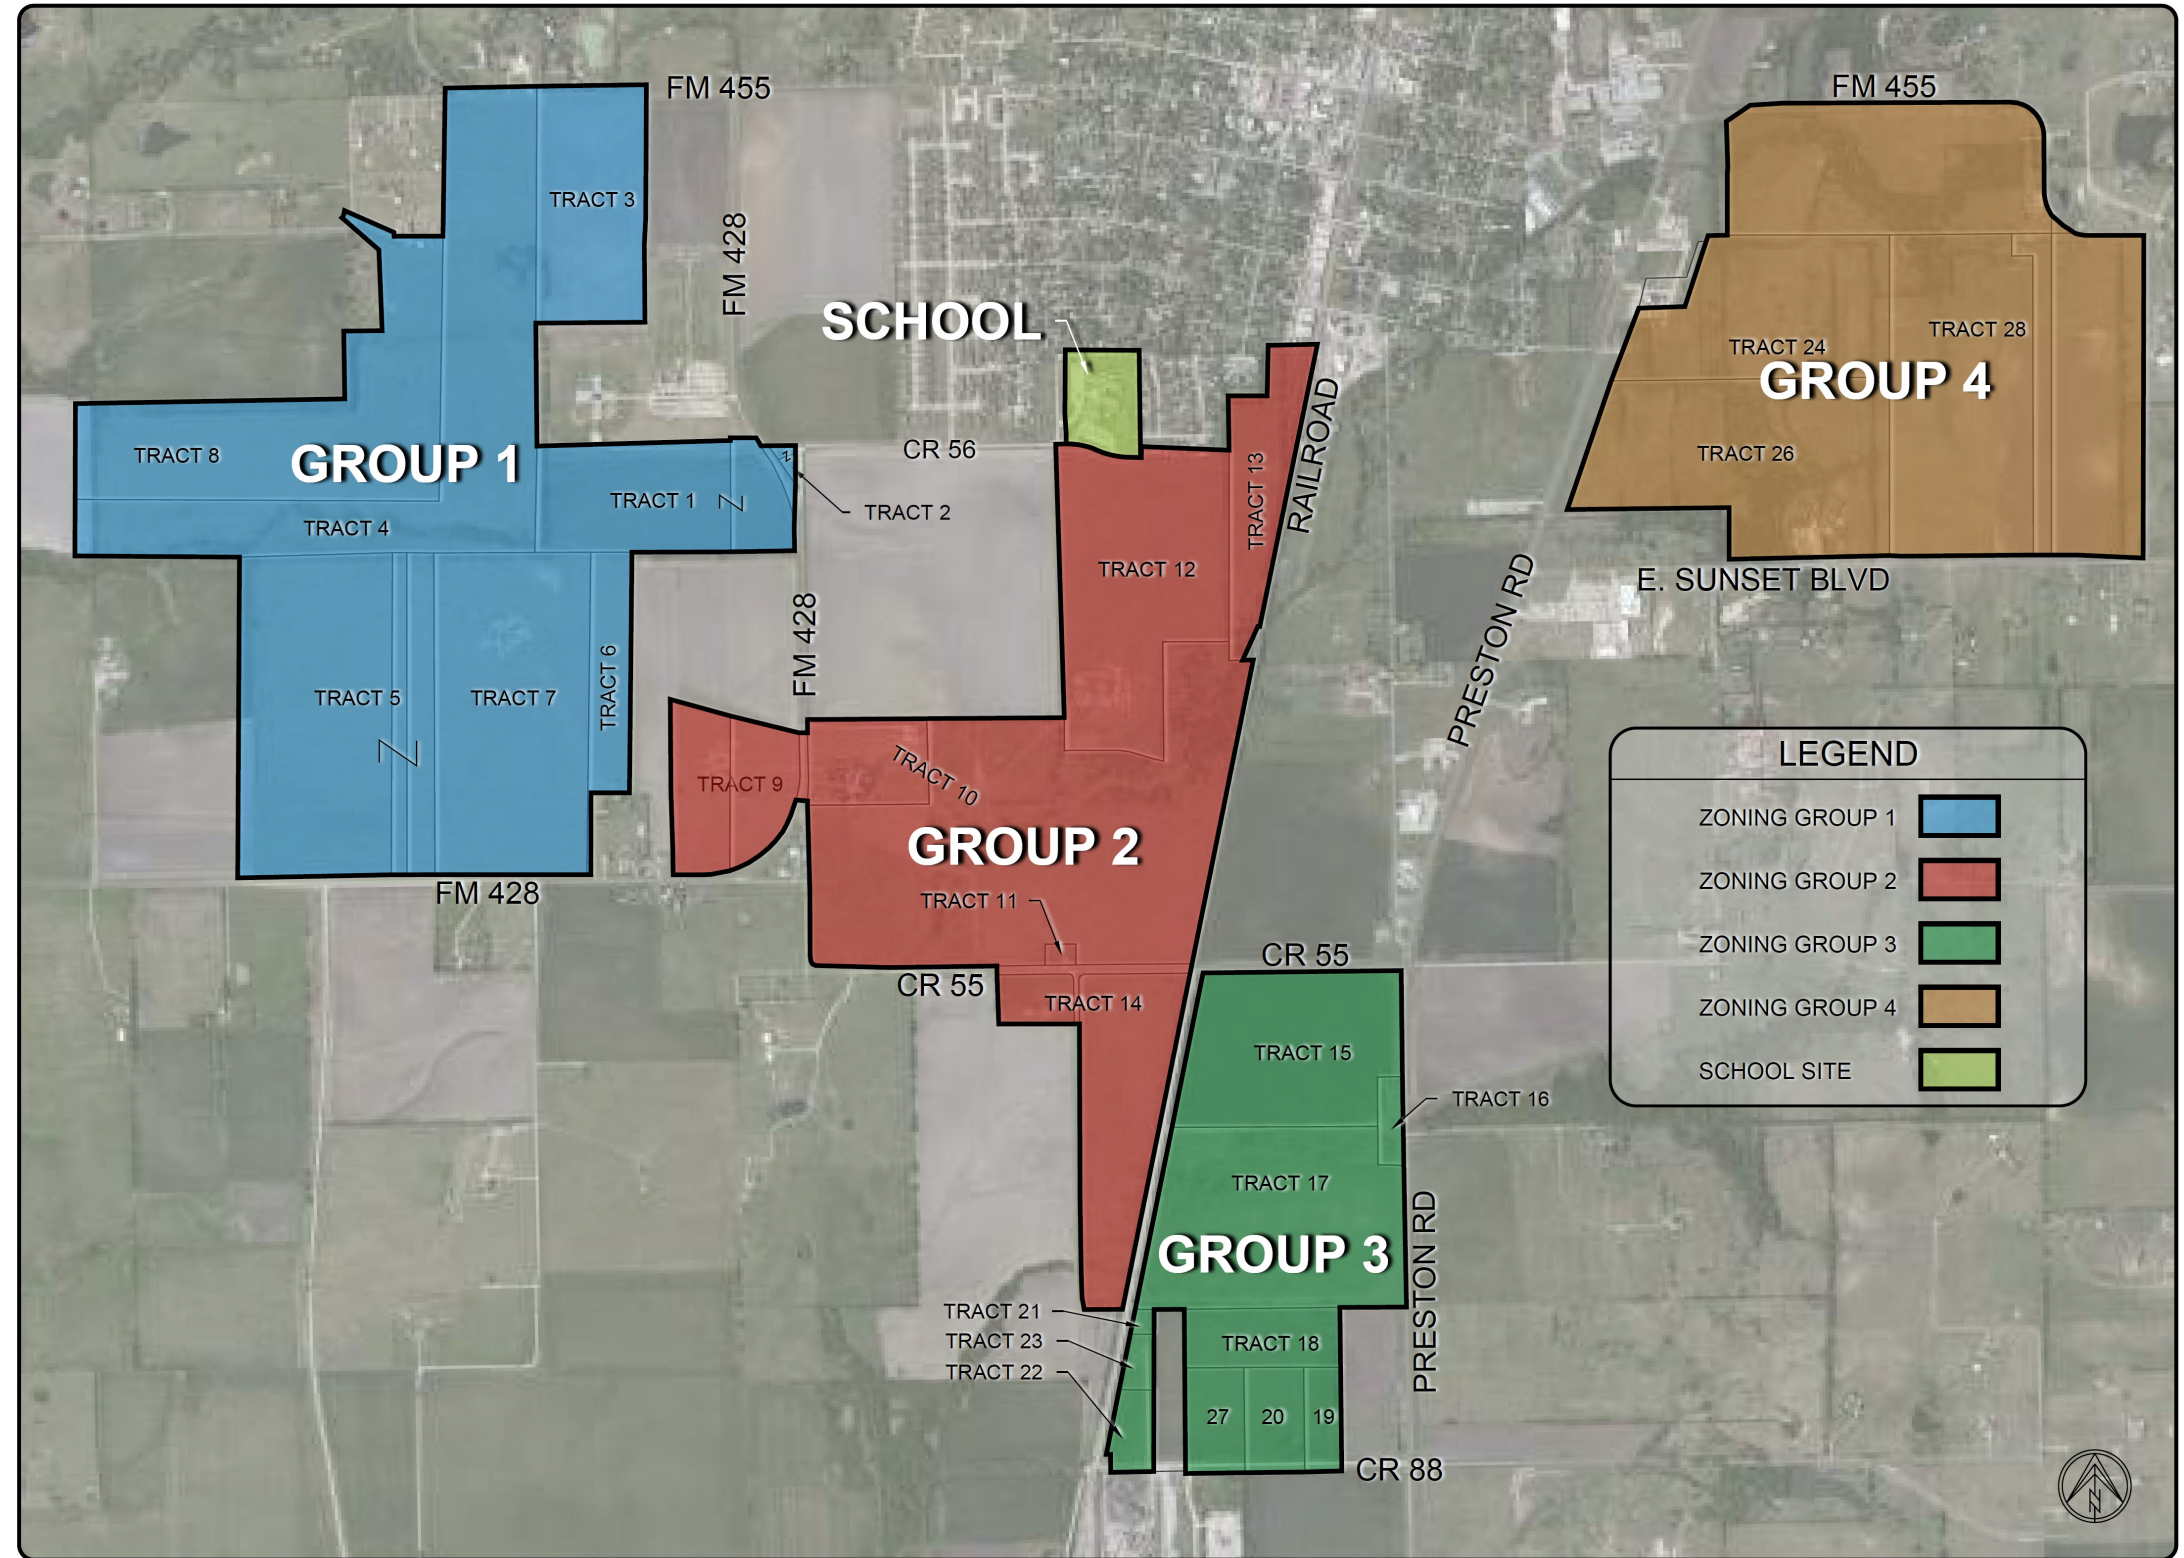 FM 455
FM 455
TRACT 3
FM 428
SCHOOL
TRACT 28
TRACT 24
GROUP 4
RAILROAD
TRACT 8
GROUP 1
CR 56
TRACT 13
TRACT 26
TRACT 1
Z
Z
TRACT 2
TRACT 4
TRACT 12
E. SUNSET BLVD
FM 428
PRESTON RD
TRACT 6
TRACT 5
TRACT 7
Z
TRACT 9
TRACT 10
GROUP 2
FM 428
TRACT 11
CR 55
CR 55
TRACT 14
LEGEND
ZONING GROUP 1
ZONING GROUP 2
ZONING GROUP 3
ZONING GROUP 4
SCHOOL SITE
TRACT 15
TRACT 16
TRACT 17
GROUP 3
PRESTON RD
TRACT 21
TRACT 23
TRACT 22
TRACT 18
27
20
19
CR 88
N